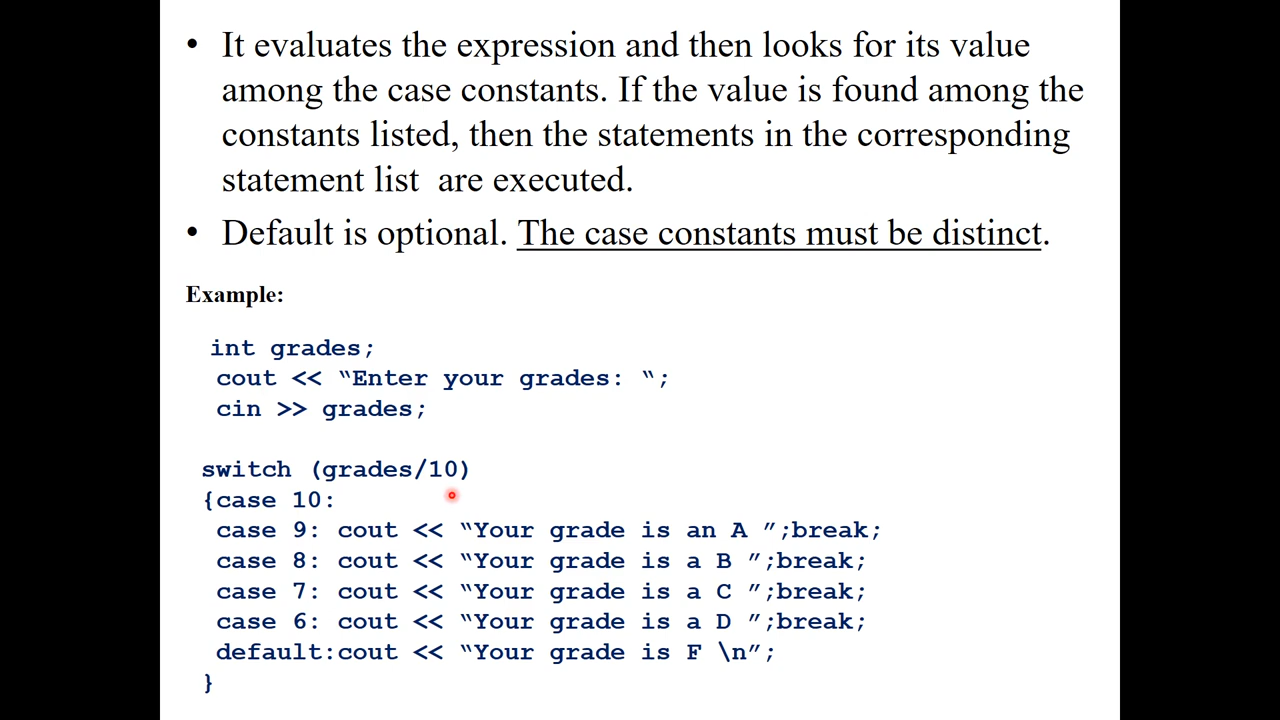 • It evaluates the expression and then looks for its value
among the case constants. If the value is found among the
constants listed, then the statements in the corresponding
statement list are executed.
• Default is optional. The case constants must be distinct.
Example:
int grades;
cout << “Enter your grades: “;
cin >> grades;
switch (grades/10)
{case 10:
case 9: cout << “Your grade is an A ”;break;
case 8: cout << “Your grade is a B ”;break;
case 7: cout << “Your grade is a C ”;break;
case 6: cout << “Your grade is a D ”;break;
default:cout << “Your grade is F \n”;
}